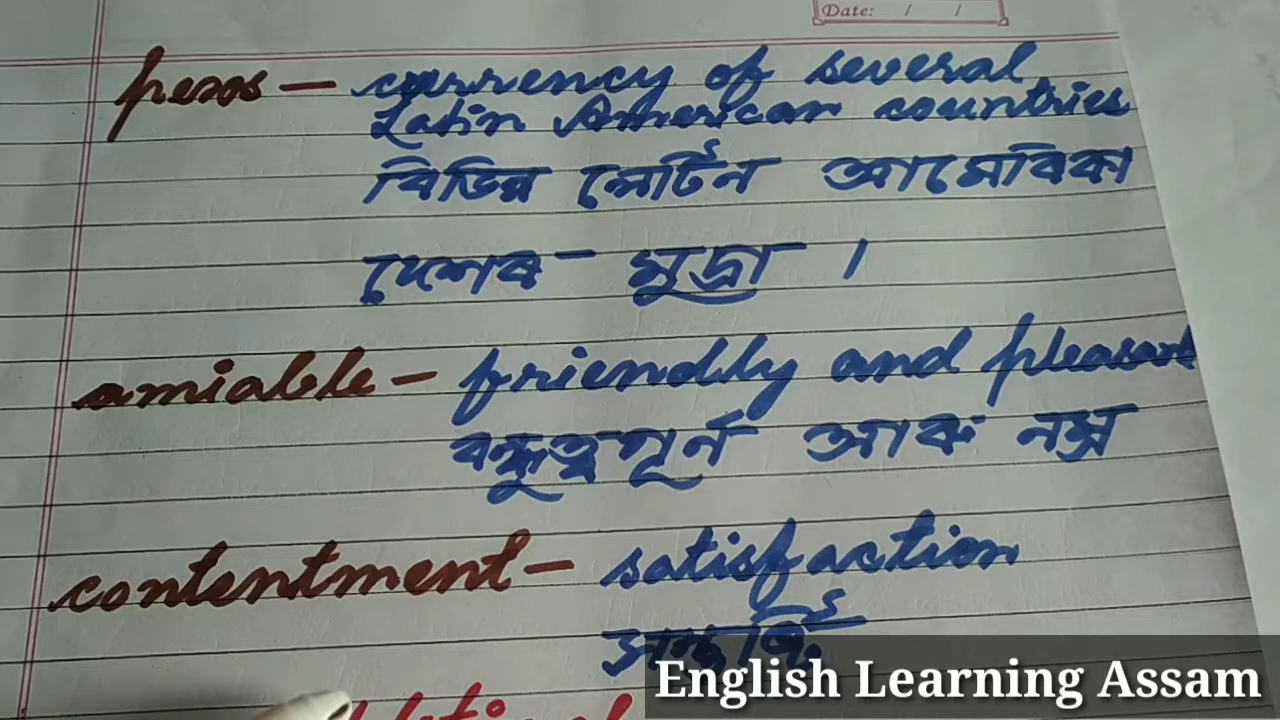 Date: / /
pesos — currency of several
Latin American countries
বিভিন্ন লেটিন আমেৰিকা
দেশৰ মুদ্ৰা ।
amiable — friendly and pleasant
বন্ধুত্বপূৰ্ন আৰু নম্ৰ
contentment — satisfaction
English Learning Assam